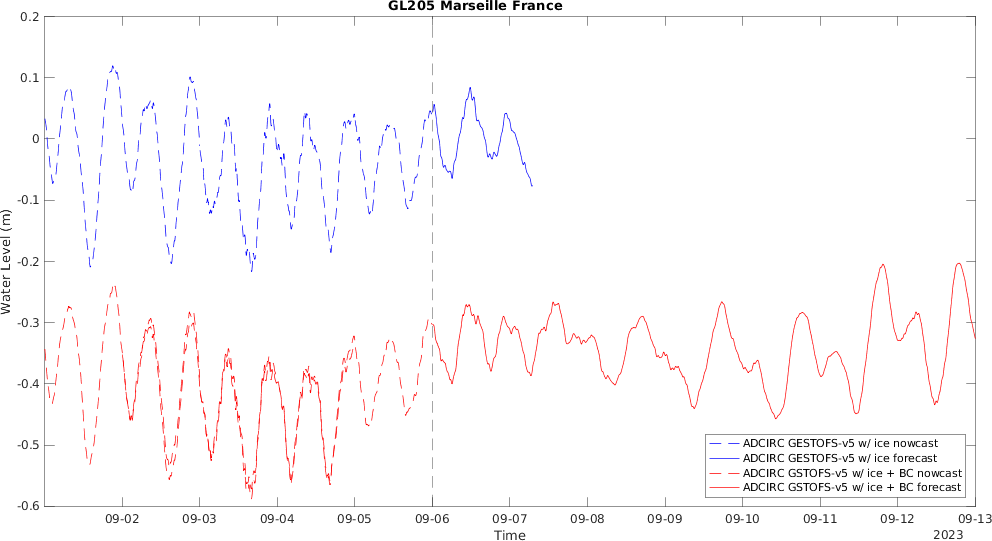 GL205 Marseille France
0.2
0.1
0
-0.1
-0.2
-0.3
-0.4
-0.5
-0.6
Water Level (m)
09-02 09-03 09-04 09-05 09-06 09-07 09-08 09-09 09-10 09-11 09-12 09-13
Time
2023
ADCIRC GESTOFS-v5 w/ ice nowcast
ADCIRC GESTOFS-v5 w/ ice forecast
ADCIRC GSTOFS-v5 w/ ice + BC nowcast
ADCIRC GSTOFS-v5 w/ ice + BC forecast